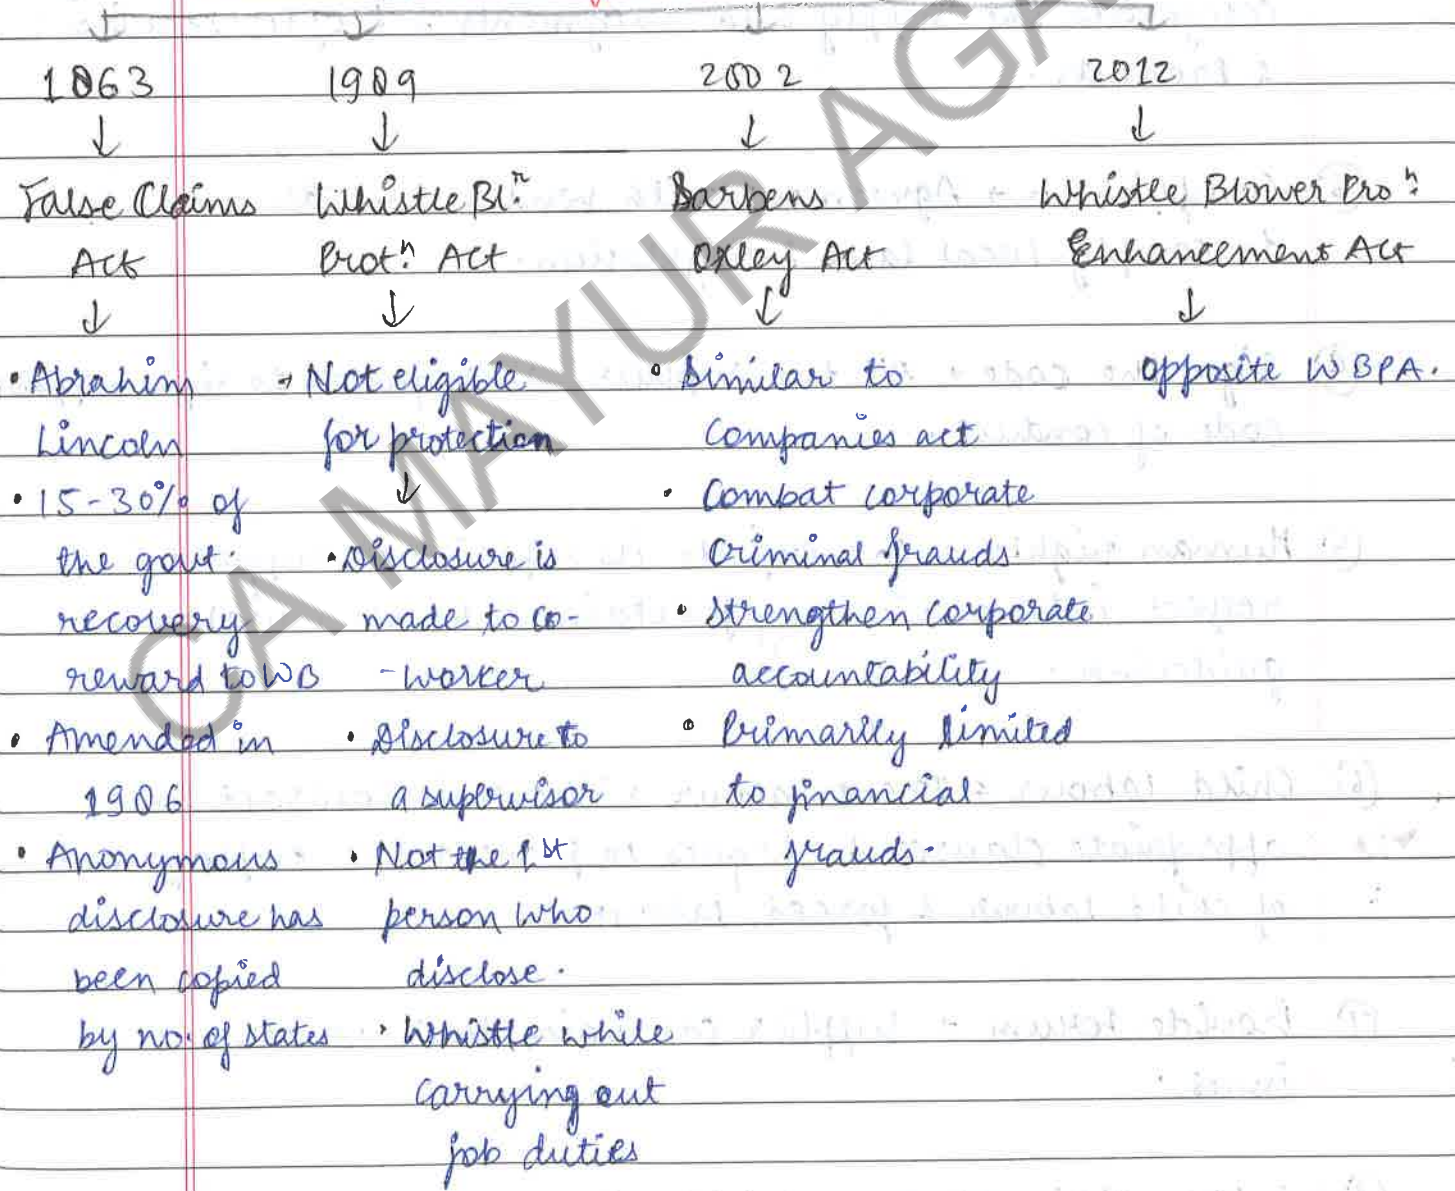 1863
False Claims
Act
• Abrahim
Lincoln
• 15-30% of
the govt.
recovery
reward to WB
• Amended in
1986
• Anonymous
disclosure has
been copied
by no. of states
1989
Whistle Blⁿ.
Protⁿ. Act
→ Not eligible
for protection
• Disclosure is
made to co-
-worker
• Disclosure to
a supervisor
• Not the 1st
person who
disclose.
• Whistle while
carrying out
job duties
2002
Sarbens
Oxley Act
• Similar to
Companies act
• Combat corporate
criminal frauds
• Strengthen corporate
accountability
• Primarily limited
to financial
frauds.
2012
Whistle Blower Proⁿ.
Enhancement Act
opposite WBPA.
CA MAYUR AGA